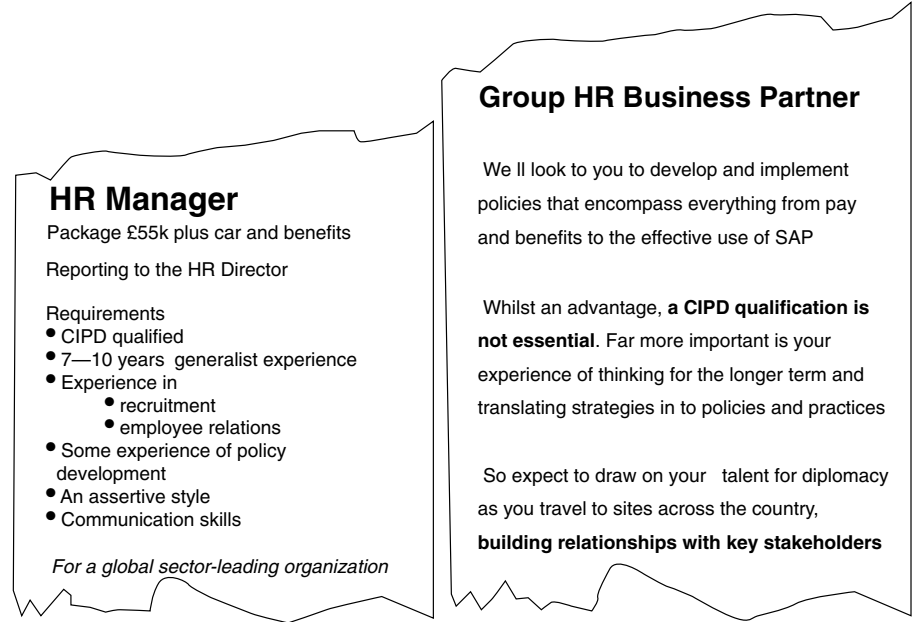 HR Manager
Package £55k plus car and benefits
Reporting to the HR Director
Requirements
• CIPD qualified
• 7—10 years generalist experience
• Experience in
• recruitment
• employee relations
• Some experience of policy
development
• An assertive style
• Communication skills
For a global sector-leading organization
Group HR Business Partner
We ll look to you to develop and implement
policies that encompass everything from pay
and benefits to the effective use of SAP
Whilst an advantage, a CIPD qualification is
not essential. Far more important is your
experience of thinking for the longer term and
translating strategies in to policies and practices
So expect to draw on your talent for diplomacy
as you travel to sites across the country,
building relationships with key stakeholders